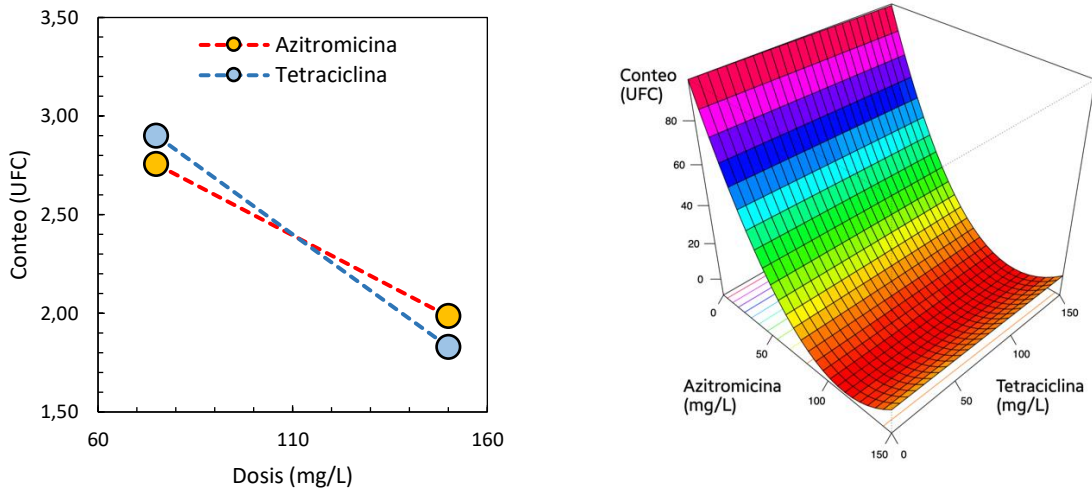 3,50
3,00
2,50
2,00
1,50
Conteo (UFC)
Azitromicina
Tetraciclina
60
110
160
Dosis (mg/L)
Conteo
(UFC)
80
60
40
20
0
0
50
100
150
Azitromicina
(mg/L)
0
50
100
150
Tetraciclina
(mg/L)